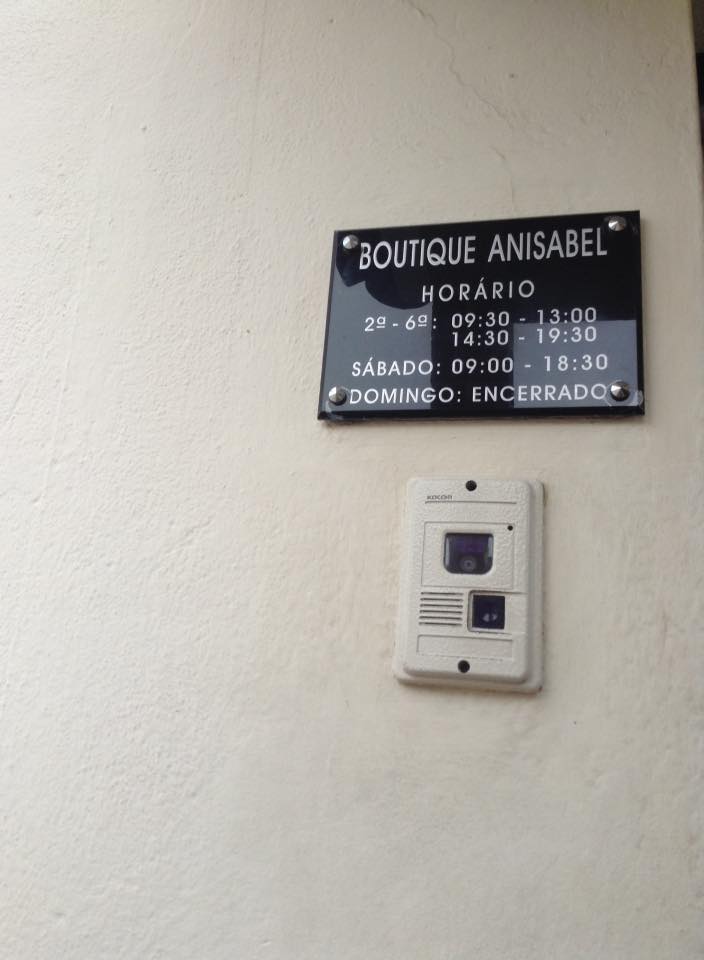 BOUTIQUE ANISABEL
HORÁRIO
2ª - 6ª: 09:30 - 13:00
14:30 - 19:30
SÁBADO: 09:00 - 18:30
DOMINGO: ENCERRADO
KOCOM